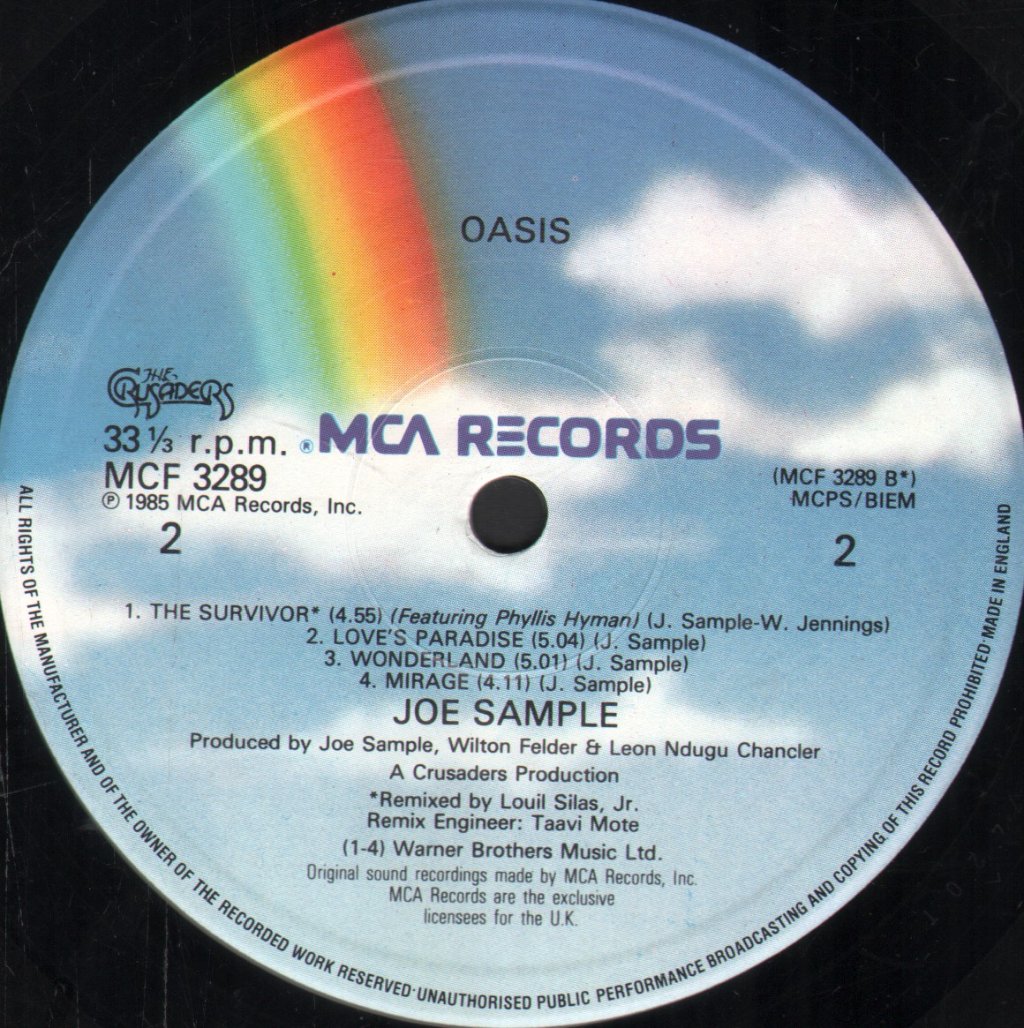 OASIS
THE CRUSADERS
33 ⅓ r.p.m.
® MCA RECORDS
MCF 3289
℗ 1985 MCA Records, Inc.
2
(MCF 3289 B*)
MCPS/BIEM
2
1. THE SURVIVOR* (4.55) (Featuring Phyllis Hyman) (J. Sample-W. Jennings)
2. LOVE'S PARADISE (5.04) (J. Sample)
3. WONDERLAND (5.01) (J. Sample)
4. MIRAGE (4.11) (J. Sample)
JOE SAMPLE
Produced by Joe Sample, Wilton Felder & Leon Ndugu Chancler
A Crusaders Production
*Remixed by Louil Silas, Jr.
Remix Engineer: Taavi Mote
(1-4) Warner Brothers Music Ltd.
Original sound recordings made by MCA Records, Inc.
MCA Records are the exclusive
licensees for the U.K.
ALL RIGHTS OF THE MANUFACTURER AND OF THE OWNER OF THE RECORDED WORK RESERVED·UNAUTHORISED PUBLIC PERFORMANCE BROADCASTING AND COPYING OF THIS RECORD PROHIBITED·MADE IN ENGLAND